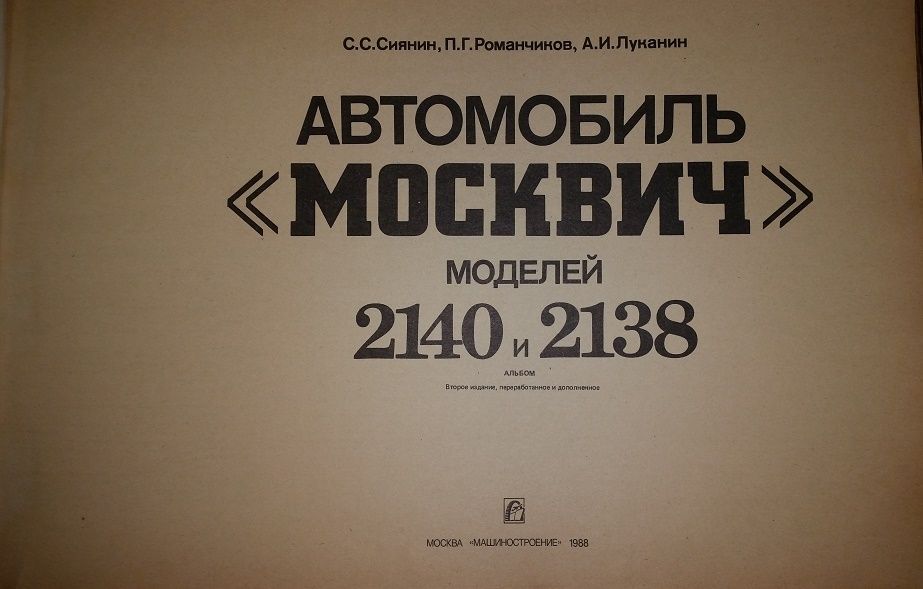 С.С.Сиянин, П.Г.Романчиков, А.И.Луканин
АВТОМОБИЛЬ
«МОСКВИЧ»
МОДЕЛЕЙ
2140 и 2138
АЛЬБОМ
Второе издание, переработанное и дополненное
МОСКВА «МАШИНОСТРОЕНИЕ» 1988